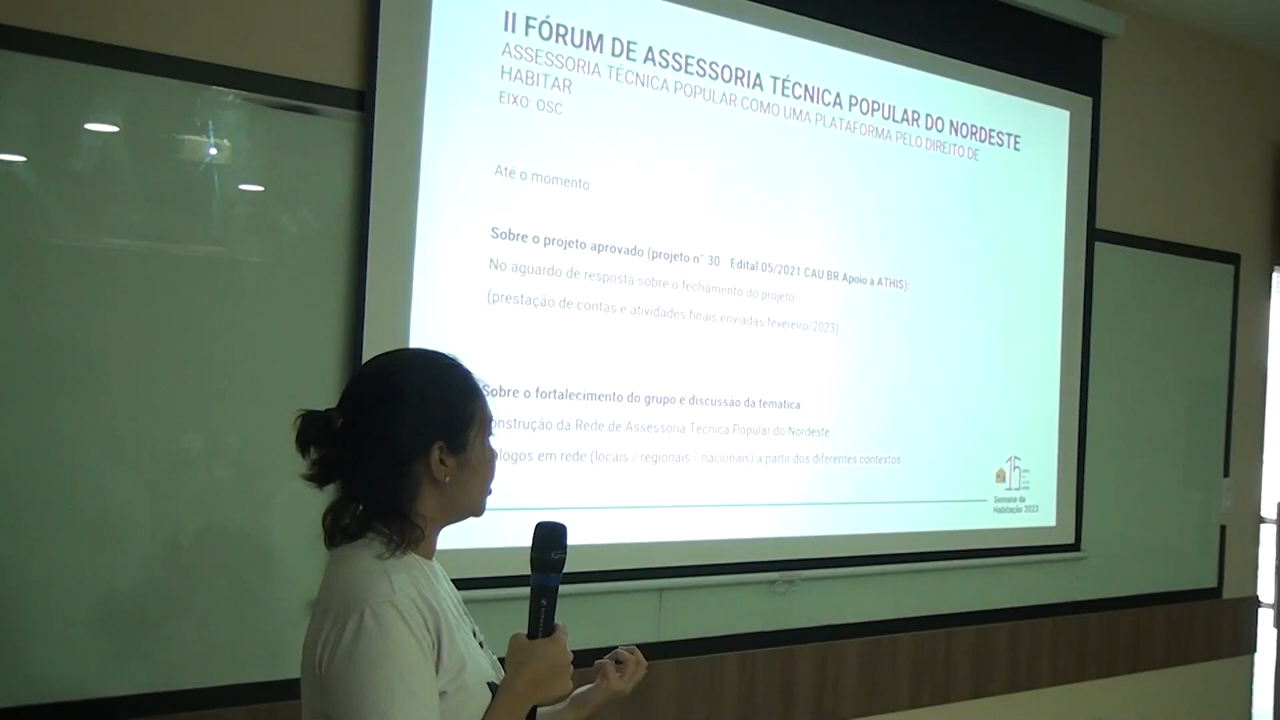 II FÓRUM DE ASSESSORIA TÉCNICA POPULAR DO NORDESTE
ASSESSORIA TÉCNICA POPULAR COMO UMA PLATAFORMA PELO DIREITO DE
HABITAR
EIXO OSC
Até o momento
Sobre o projeto aprovado (projeto n° 30 - Edital 05/2021 CAU BR Apoio a ATHIS):
No aguardo de resposta sobre o fechamento do projeto
(prestação de contas e atividades finais enviadas fevereiro/2023)
Sobre o fortalecimento do grupo e discussão da temática
onstrução da Rede de Assessoria Técnica Popular do Nordeste
logos em rede (locais / regionais / nacionais) a partir dos diferentes contextos
15
Semana da
Habitação 2023